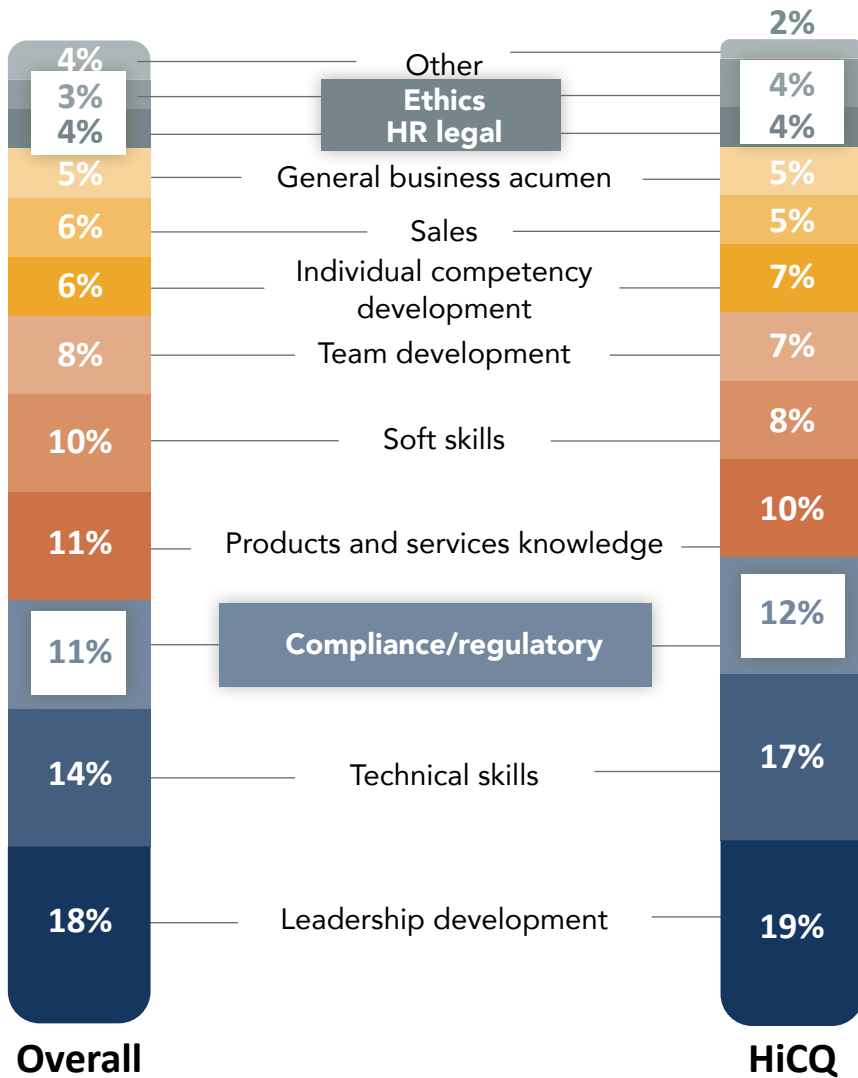 2%
4% Other
3% Ethics 4%
4% HR legal 4%
5% General business acumen 5%
6% Sales 5%
6% Individual competency 7%
development
8% Team development 7%
10% Soft skills 8%
11% Products and services knowledge 10%
11% Compliance/regulatory 12%
14% Technical skills 17%
18% Leadership development 19%
Overall HiCQ